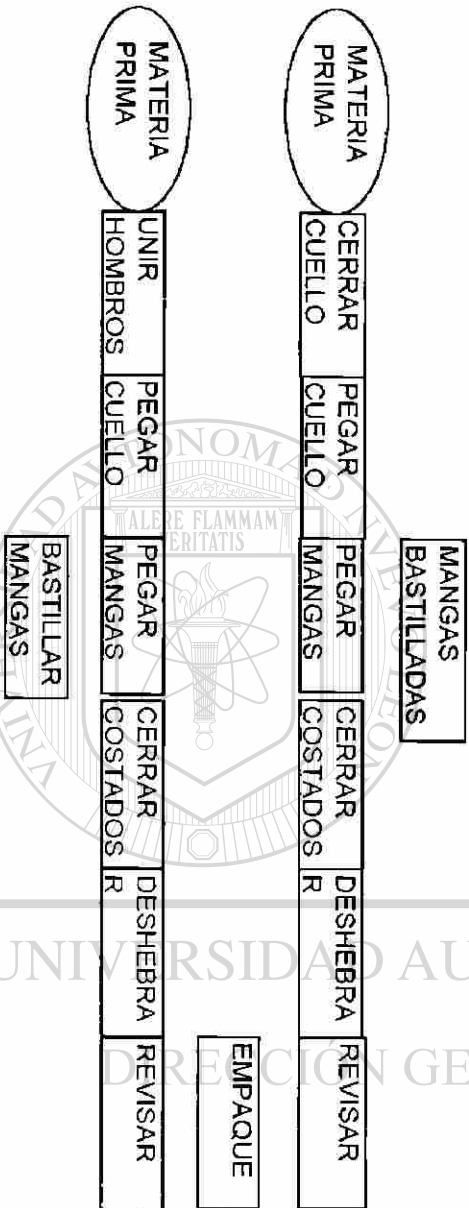 MANGAS
BASTILLADAS
MATERIA
PRIMA
CERRAR
CUELLO
PEGAR
CUELLO
PEGAR
MANGAS
CERRAR
COSTADOS
DESHEBRA
R
REVISAR
EMPAQUE
MATERIA
PRIMA
UNIR
HOMBROS
PEGAR
CUELLO
PEGAR
MANGAS
CERRAR
COSTADOS
DESHEBRA
R
REVISAR
BASTILLAR
MANGAS
ALERE FLAMMAM
ERITATIS
UNIVERSIDAD AU
DIRECCIÓN GE